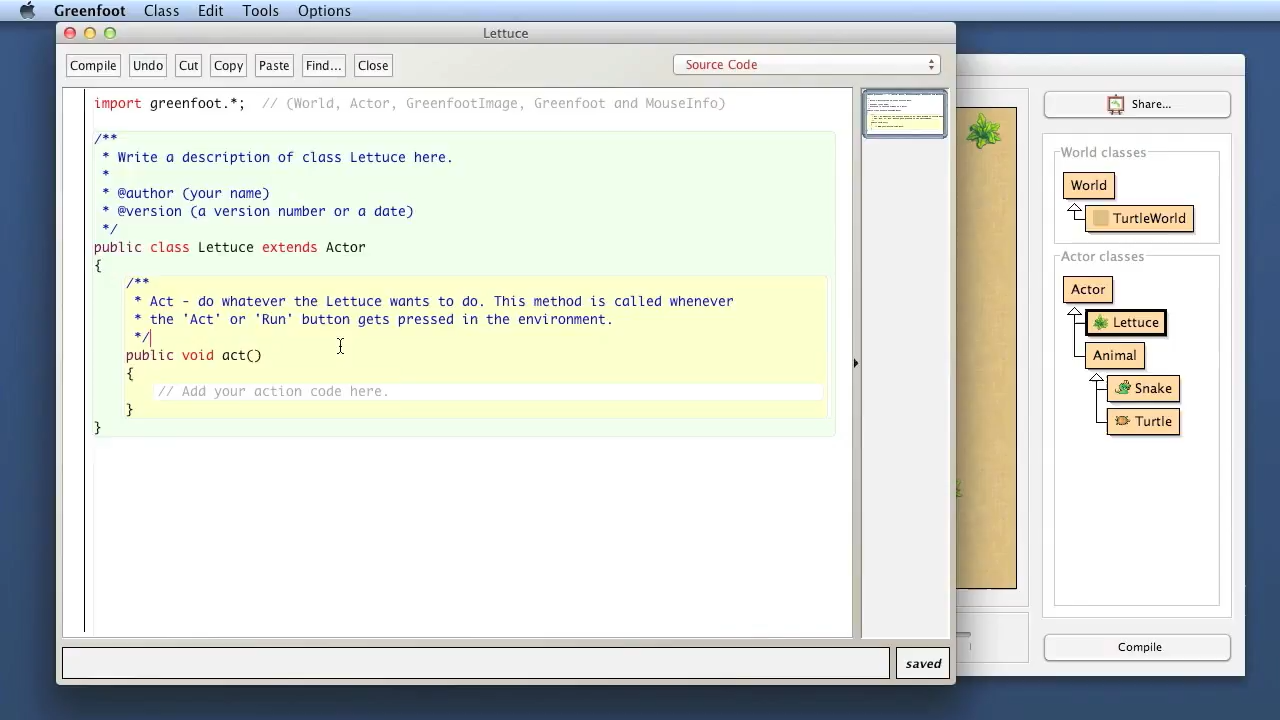 Greenfoot Class Edit Tools Options
Lettuce
Compile Undo Cut Copy Paste Find... Close Source Code
import greenfoot.*;  // (World, Actor, GreenfootImage, Greenfoot and MouseInfo)
/**
 * Write a description of class Lettuce here.
 *
 * @author (your name)
 * @version (a version number or a date)
 */
public class Lettuce extends Actor
{
    /**
     * Act - do whatever the Lettuce wants to do. This method is called whenever
     * the 'Act' or 'Run' button gets pressed in the environment.
     */
    public void act()
    {
        // Add your action code here.
    }
}
saved
Share...
World classes
World
TurtleWorld
Actor classes
Actor
Lettuce
Animal
Snake
Turtle
Compile